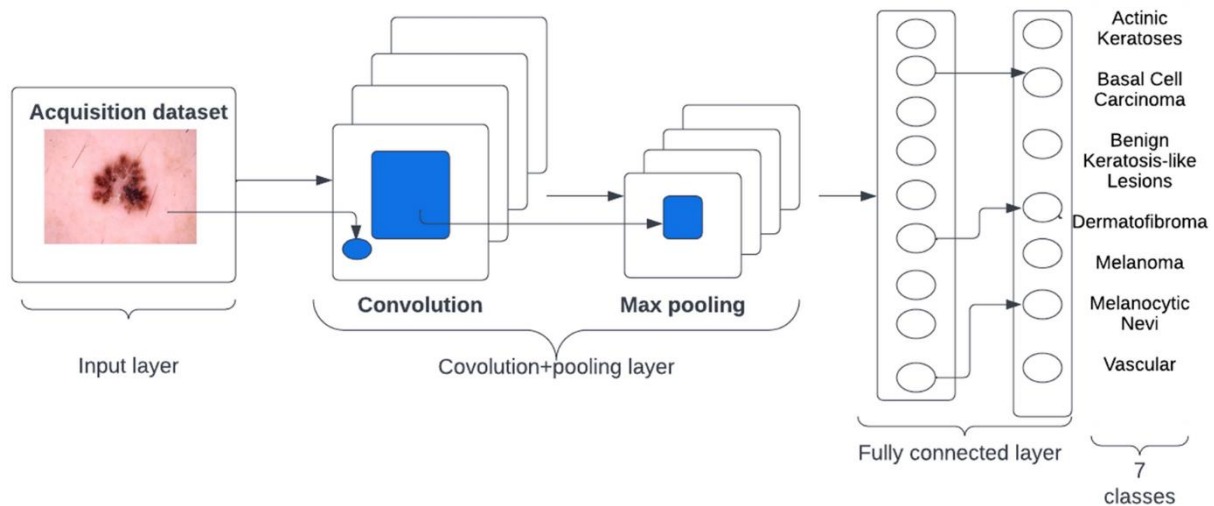 Acquisition dataset
Input layer
Convolution
Max pooling
Covolution+pooling layer
Fully connected layer
Actinic
Keratoses
Basal Cell
Carcinoma
Benign
Keratosis-like
Lesions
Dermatofibroma
Melanoma
Melanocytic
Nevi
Vascular
7
classes